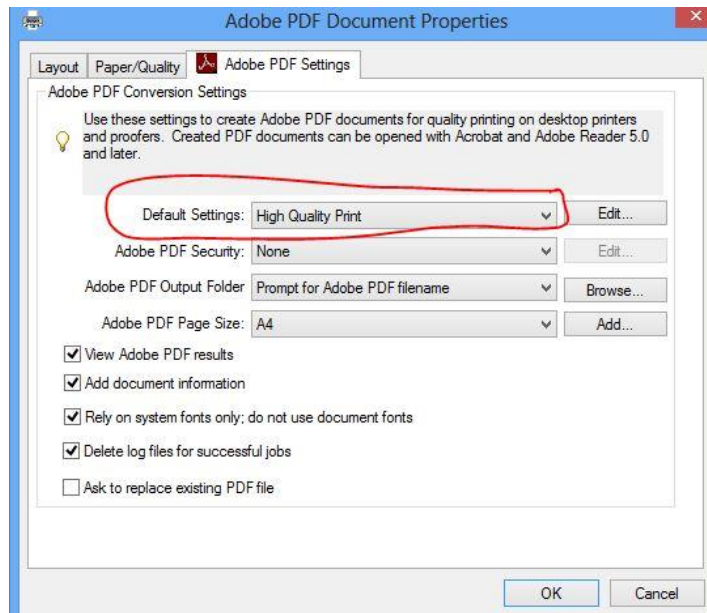 Adobe PDF Document Properties
Layout Paper/Quality Adobe PDF Settings
Adobe PDF Conversion Settings
Use these settings to create Adobe PDF documents for quality printing on desktop printers
and proofers. Created PDF documents can be opened with Acrobat and Adobe Reader 5.0
and later.
Default Settings: High Quality Print Edit...
Adobe PDF Security: None Edit...
Adobe PDF Output Folder Prompt for Adobe PDF filename Browse...
Adobe PDF Page Size: A4 Add...
View Adobe PDF results
Add document information
Rely on system fonts only; do not use document fonts
Delete log files for successful jobs
Ask to replace existing PDF file
OK Cancel